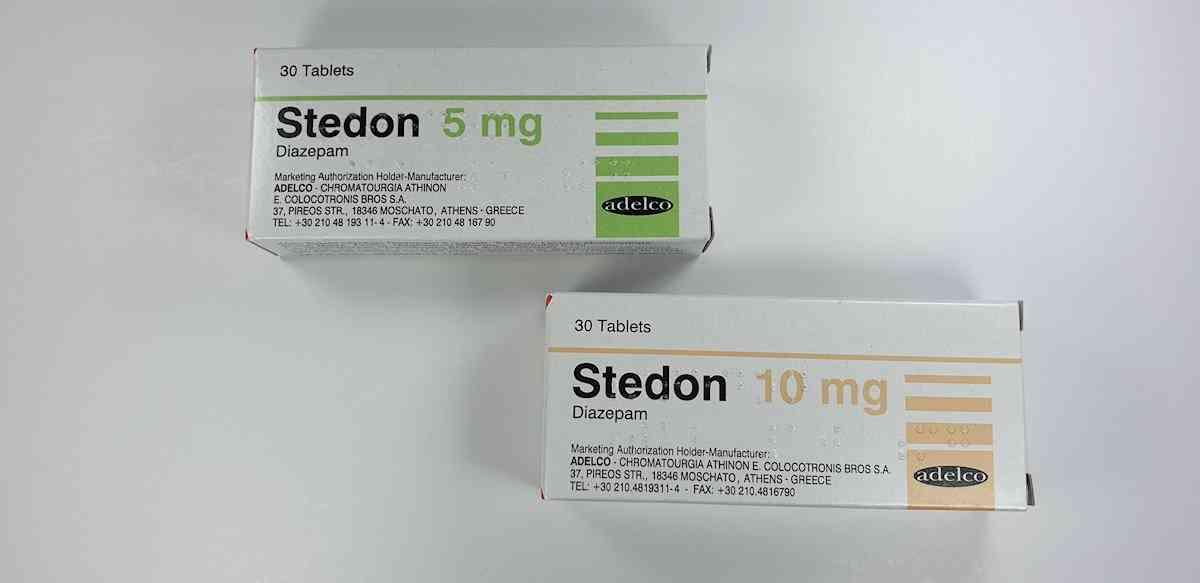 30 Tablets
Stedon 5 mg
Diazepam
Marketing Authorization Holder-Manufacturer:
ADELCO - CHROMATOURGIA ATHINON
E. COLOCOTRONIS BROS S.A.
37, PIREOS STR., 18346 MOSCHATO, ATHENS - GREECE
TEL: +30 210 48 193 11- 4 - FAX: +30 210 48 167 90
adelco
30 Tablets
Stedon 10 mg
Diazepam
Marketing Authorization Holder-Manufacturer:
ADELCO - CHROMATOURGIA ATHINON E. COLOCOTRONIS BROS S.A.
37, PIREOS STR., 18346 MOSCHATO, ATHENS - GREECE
TEL: +30 210.4819311-4 - FAX: +30 210.4816790
adelco